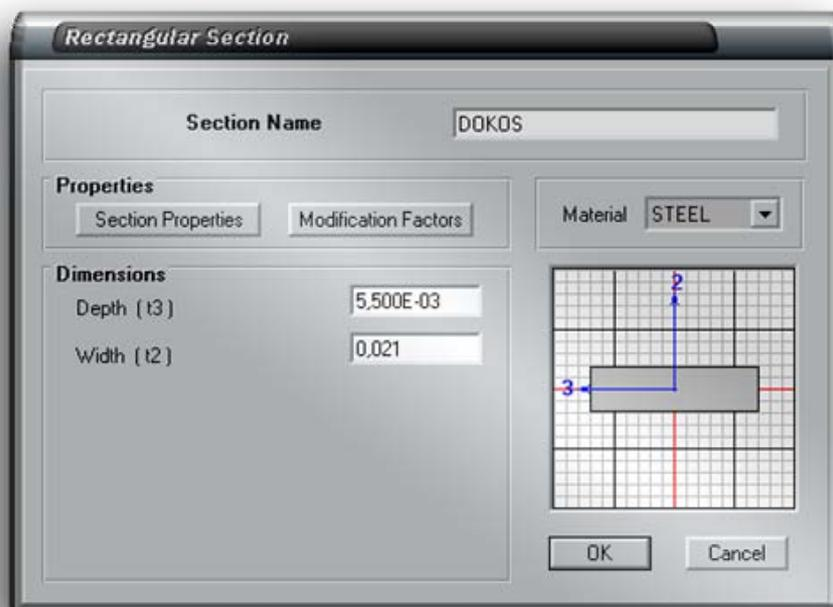 Rectangular Section
Section Name
DOKOS
Properties
Section Properties
Modification Factors
Material
STEEL
Dimensions
Depth ( t3 )
5,500E-03
Width ( t2 )
0,021
2
3
OK
Cancel